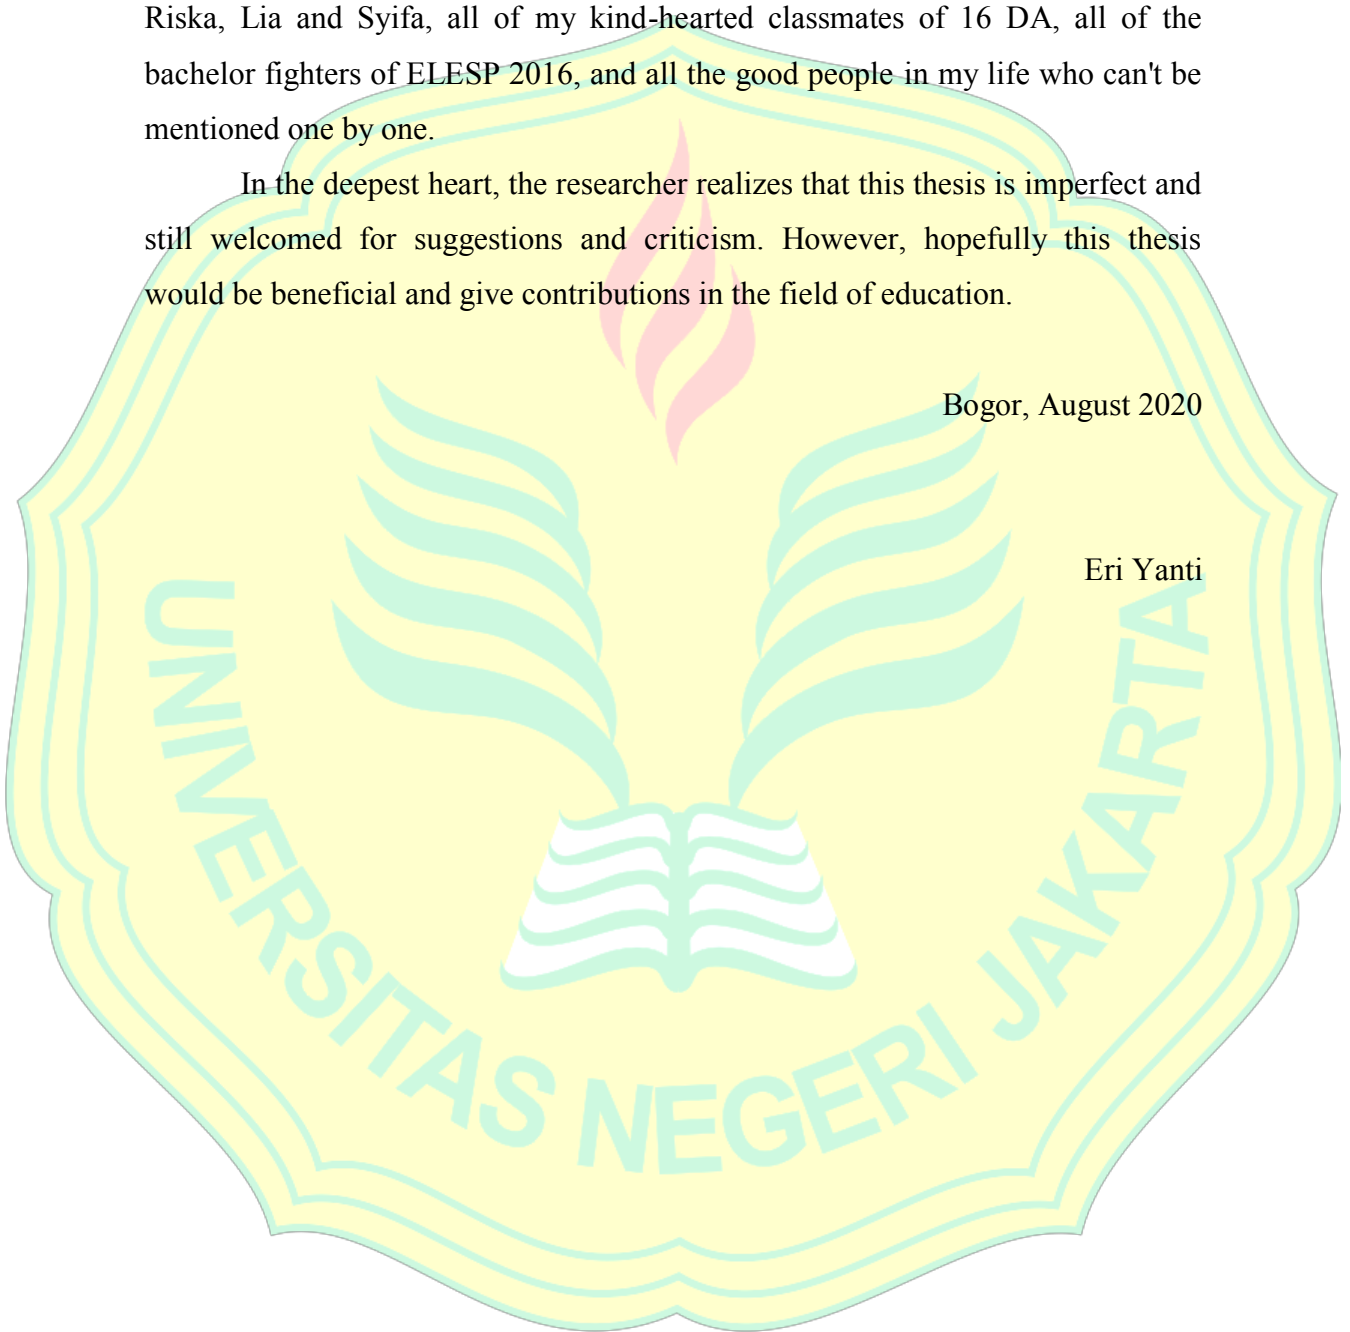 Riska, Lia and Syifa, all of my kind-hearted classmates of 16 DA, all of the
bachelor fighters of ELESP 2016, and all the good people in my life who can't be
mentioned one by one.
In the deepest heart, the researcher realizes that this thesis is imperfect and
still welcomed for suggestions and criticism. However, hopefully this thesis
would be beneficial and give contributions in the field of education.
Bogor, August 2020
Eri Yanti
UNIVERSITAS NEGERI JAKARTA